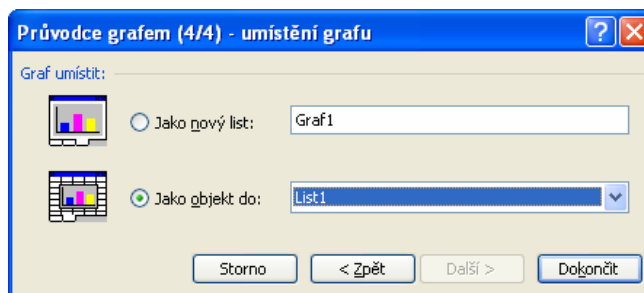 Průvodce grafem (4/4) - umístění grafu
Graf umístit:
Jako nový list: Graf1
Jako objekt do: List1
Storno < Zpět Další > Dokončit